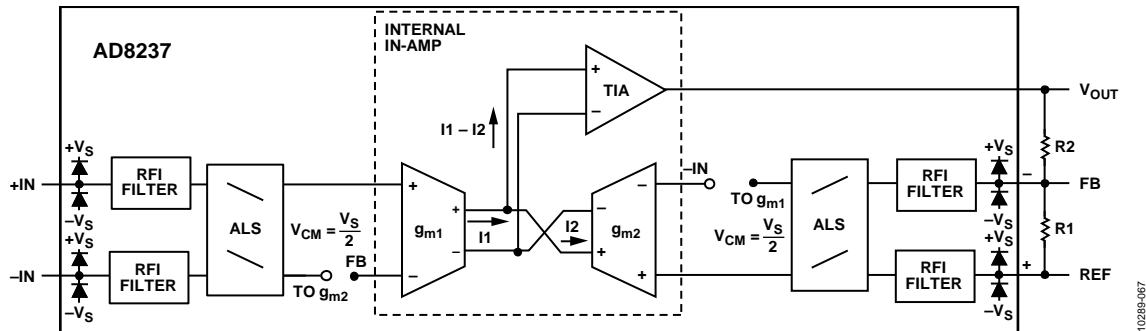 AD8237
INTERNAL
IN-AMP
+
TIA
−
VOUT
I1 – I2
R2
+VS
+IN
RFI
FILTER
−VS
+VS
−IN
RFI
FILTER
−VS
ALS
VCM = VS/2
FB
TO gm2
+
−
gm1
+
−
I1
I2
−
+
gm2
−
+
−IN
TO gm1
VCM = VS/2
ALS
RFI
FILTER
+VS
−
−VS
FB
R1
RFI
FILTER
+VS
+
−VS
REF
10289-067